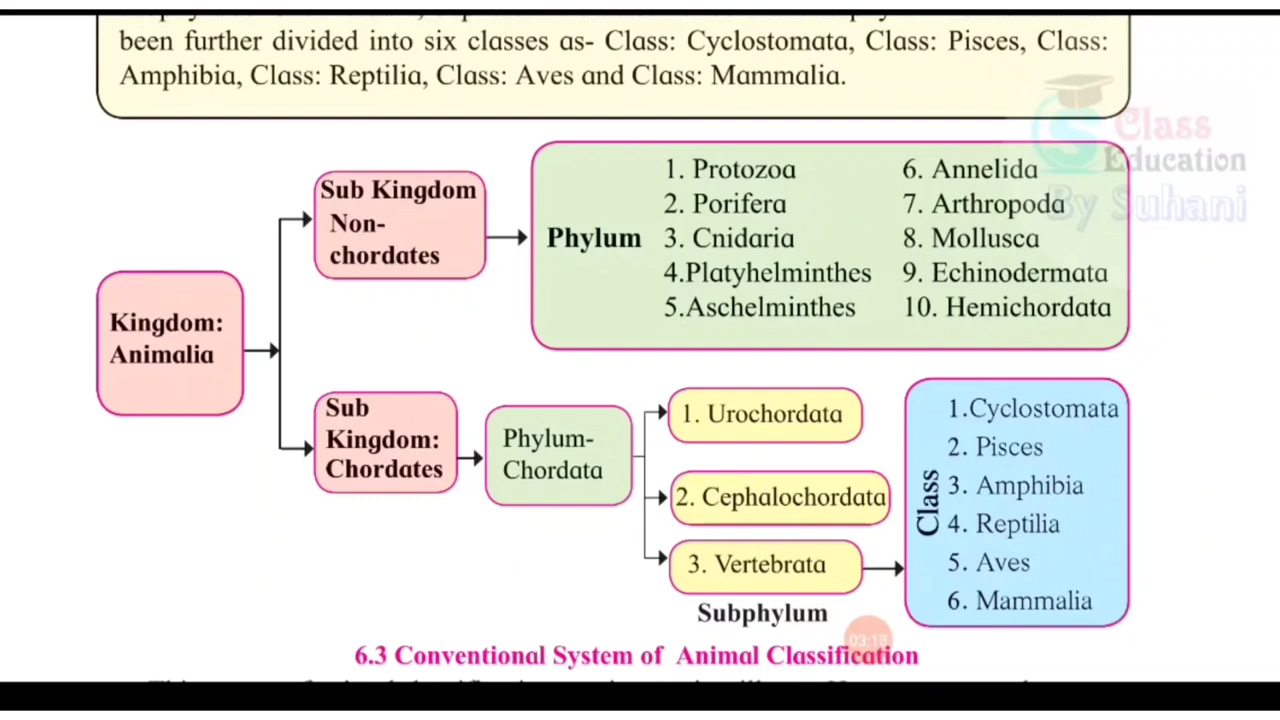 been further divided into six classes as- Class: Cyclostomata, Class: Pisces, Class:
Amphibia, Class: Reptilia, Class: Aves and Class: Mammalia.
Class
Education
By Suhani
Kingdom:
Animalia
Sub Kingdom
Non-
chordates
Phylum
1. Protozoa
2. Porifera
3. Cnidaria
4.Platyhelminthes
5.Aschelminthes
6. Annelida
7. Arthropoda
8. Mollusca
9. Echinodermata
10. Hemichordata
Sub
Kingdom:
Chordates
Phylum-
Chordata
1. Urochordata
2. Cephalochordata
3. Vertebrata
Subphylum
Class
1.Cyclostomata
2. Pisces
3. Amphibia
4. Reptilia
5. Aves
6. Mammalia
03:18
6.3 Conventional System of Animal Classification